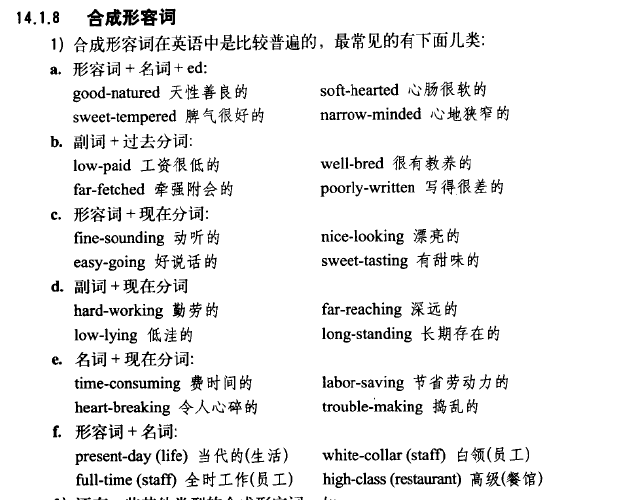 14.1.8 合成形容词
1) 合成形容词在英语中是比较普遍的，最常见的有下面几类:
a. 形容词+名词+ed:
good-natured 天性善良的 soft-hearted 心肠很软的
sweet-tempered 脾气很好的 narrow-minded 心地狭窄的
b. 副词+过去分词:
low-paid 工资很低的 well-bred 很有教养的
far-fetched 牵强附会的 poorly-written 写得很差的
c. 形容词+现在分词:
fine-sounding 动听的 nice-looking 漂亮的
easy-going 好说话的 sweet-tasting 有甜味的
d. 副词+现在分词
hard-working 勤劳的 far-reaching 深远的
low-lying 低洼的 long-standing 长期存在的
e. 名词+现在分词:
time-consuming 费时间的 labor-saving 节省劳动力的
heart-breaking 令人心碎的 trouble-making 捣乱的
f. 形容词+名词:
present-day (life) 当代的(生活) white-collar (staff) 白领(员工)
full-time (staff) 全时工作(员工) high-class (restaurant) 高级(餐馆)